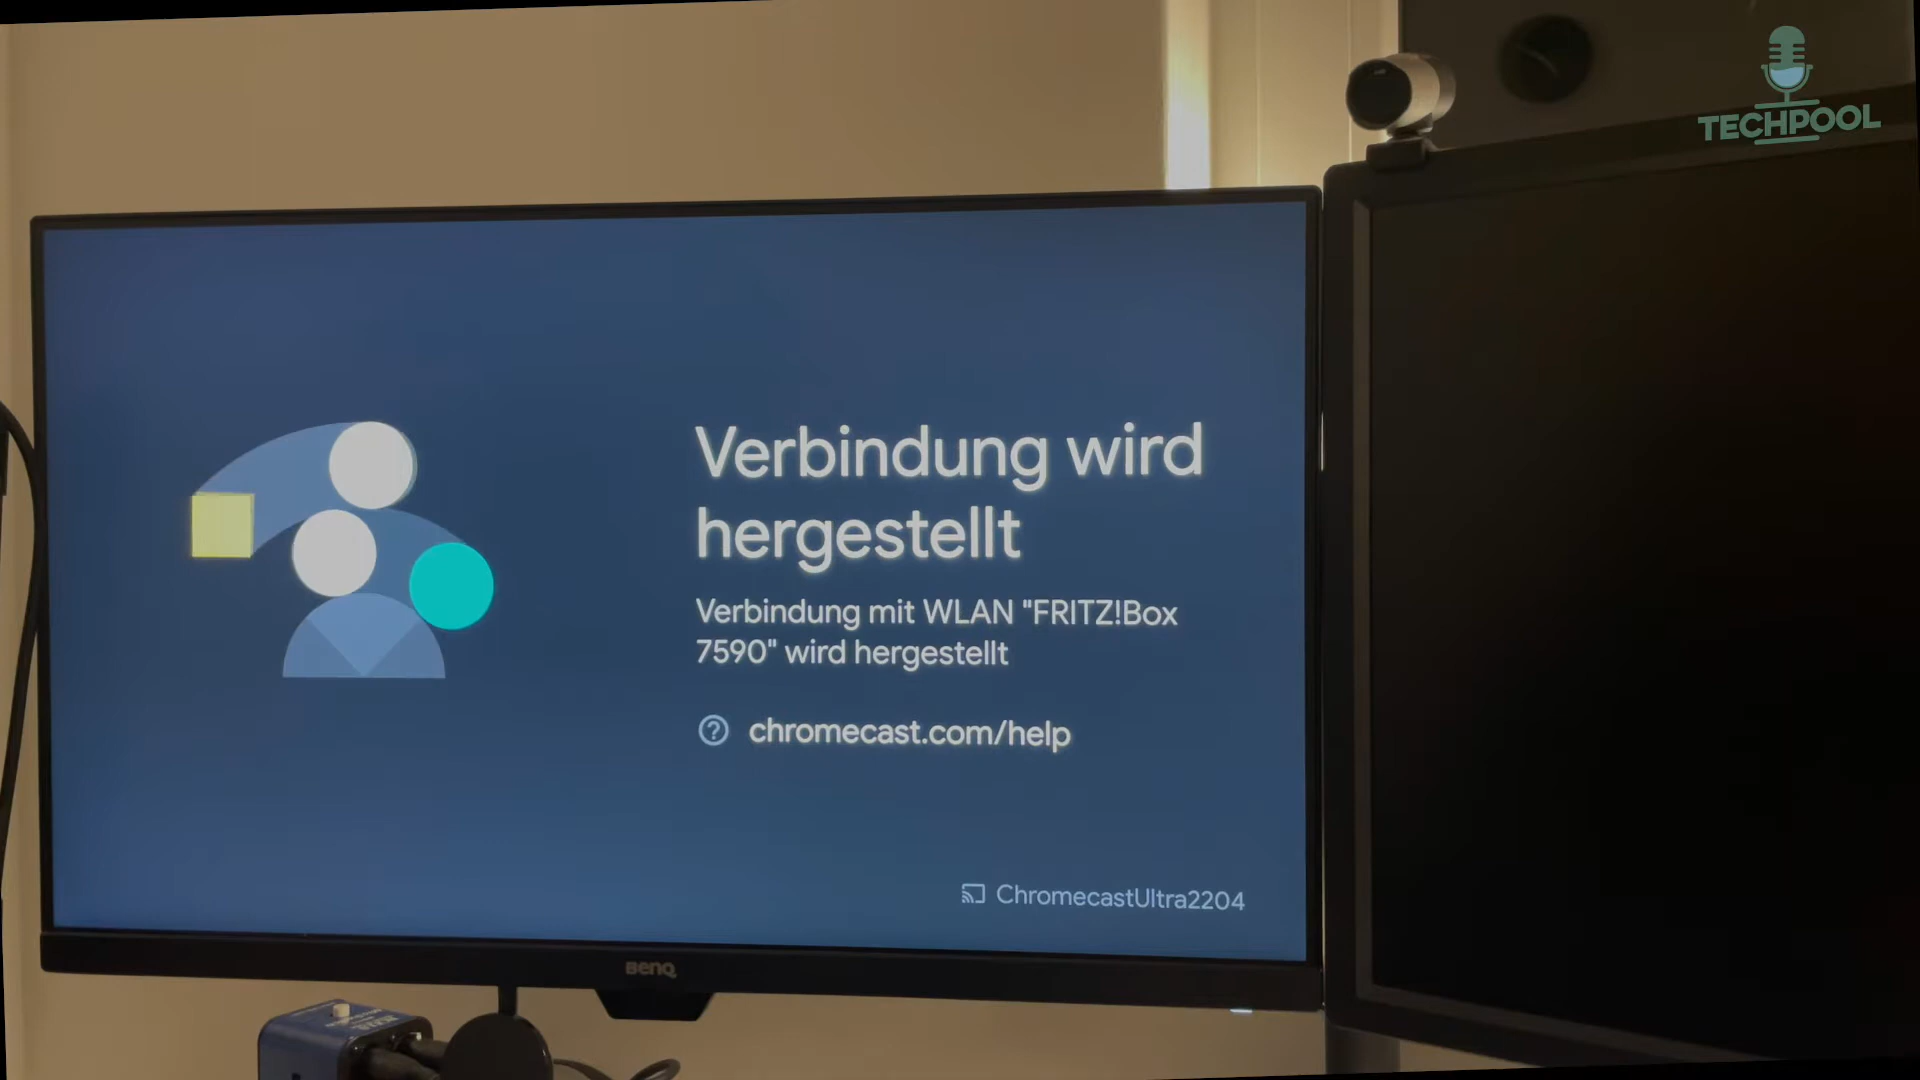 TECHPOOL
Verbindung wird
hergestellt
Verbindung mit WLAN "FRITZ!Box
7590" wird hergestellt
chromecast.com/help
ChromecastUltra2204
BenQ